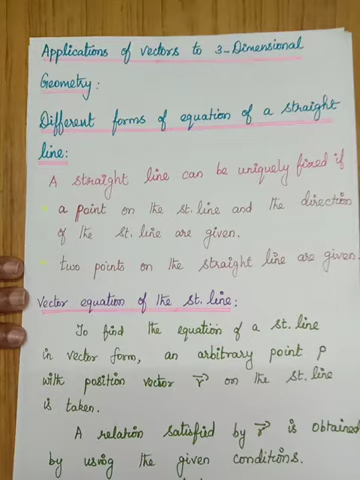 Applications of vectors to 3-Dimensional
Geometry:
Different forms of equation of a straight
line:
A straight line can be uniquely fixed if
a point on the st. line and the direction
of the st. line are given.
two points on the straight line are given.
Vector equation of the st. line:
To find the equation of a st. line
in vector form, an arbitrary point P
with position vector r⃗ on the st. line
is taken.
A relation satisfied by r⃗ is obtained
by using the given conditions.